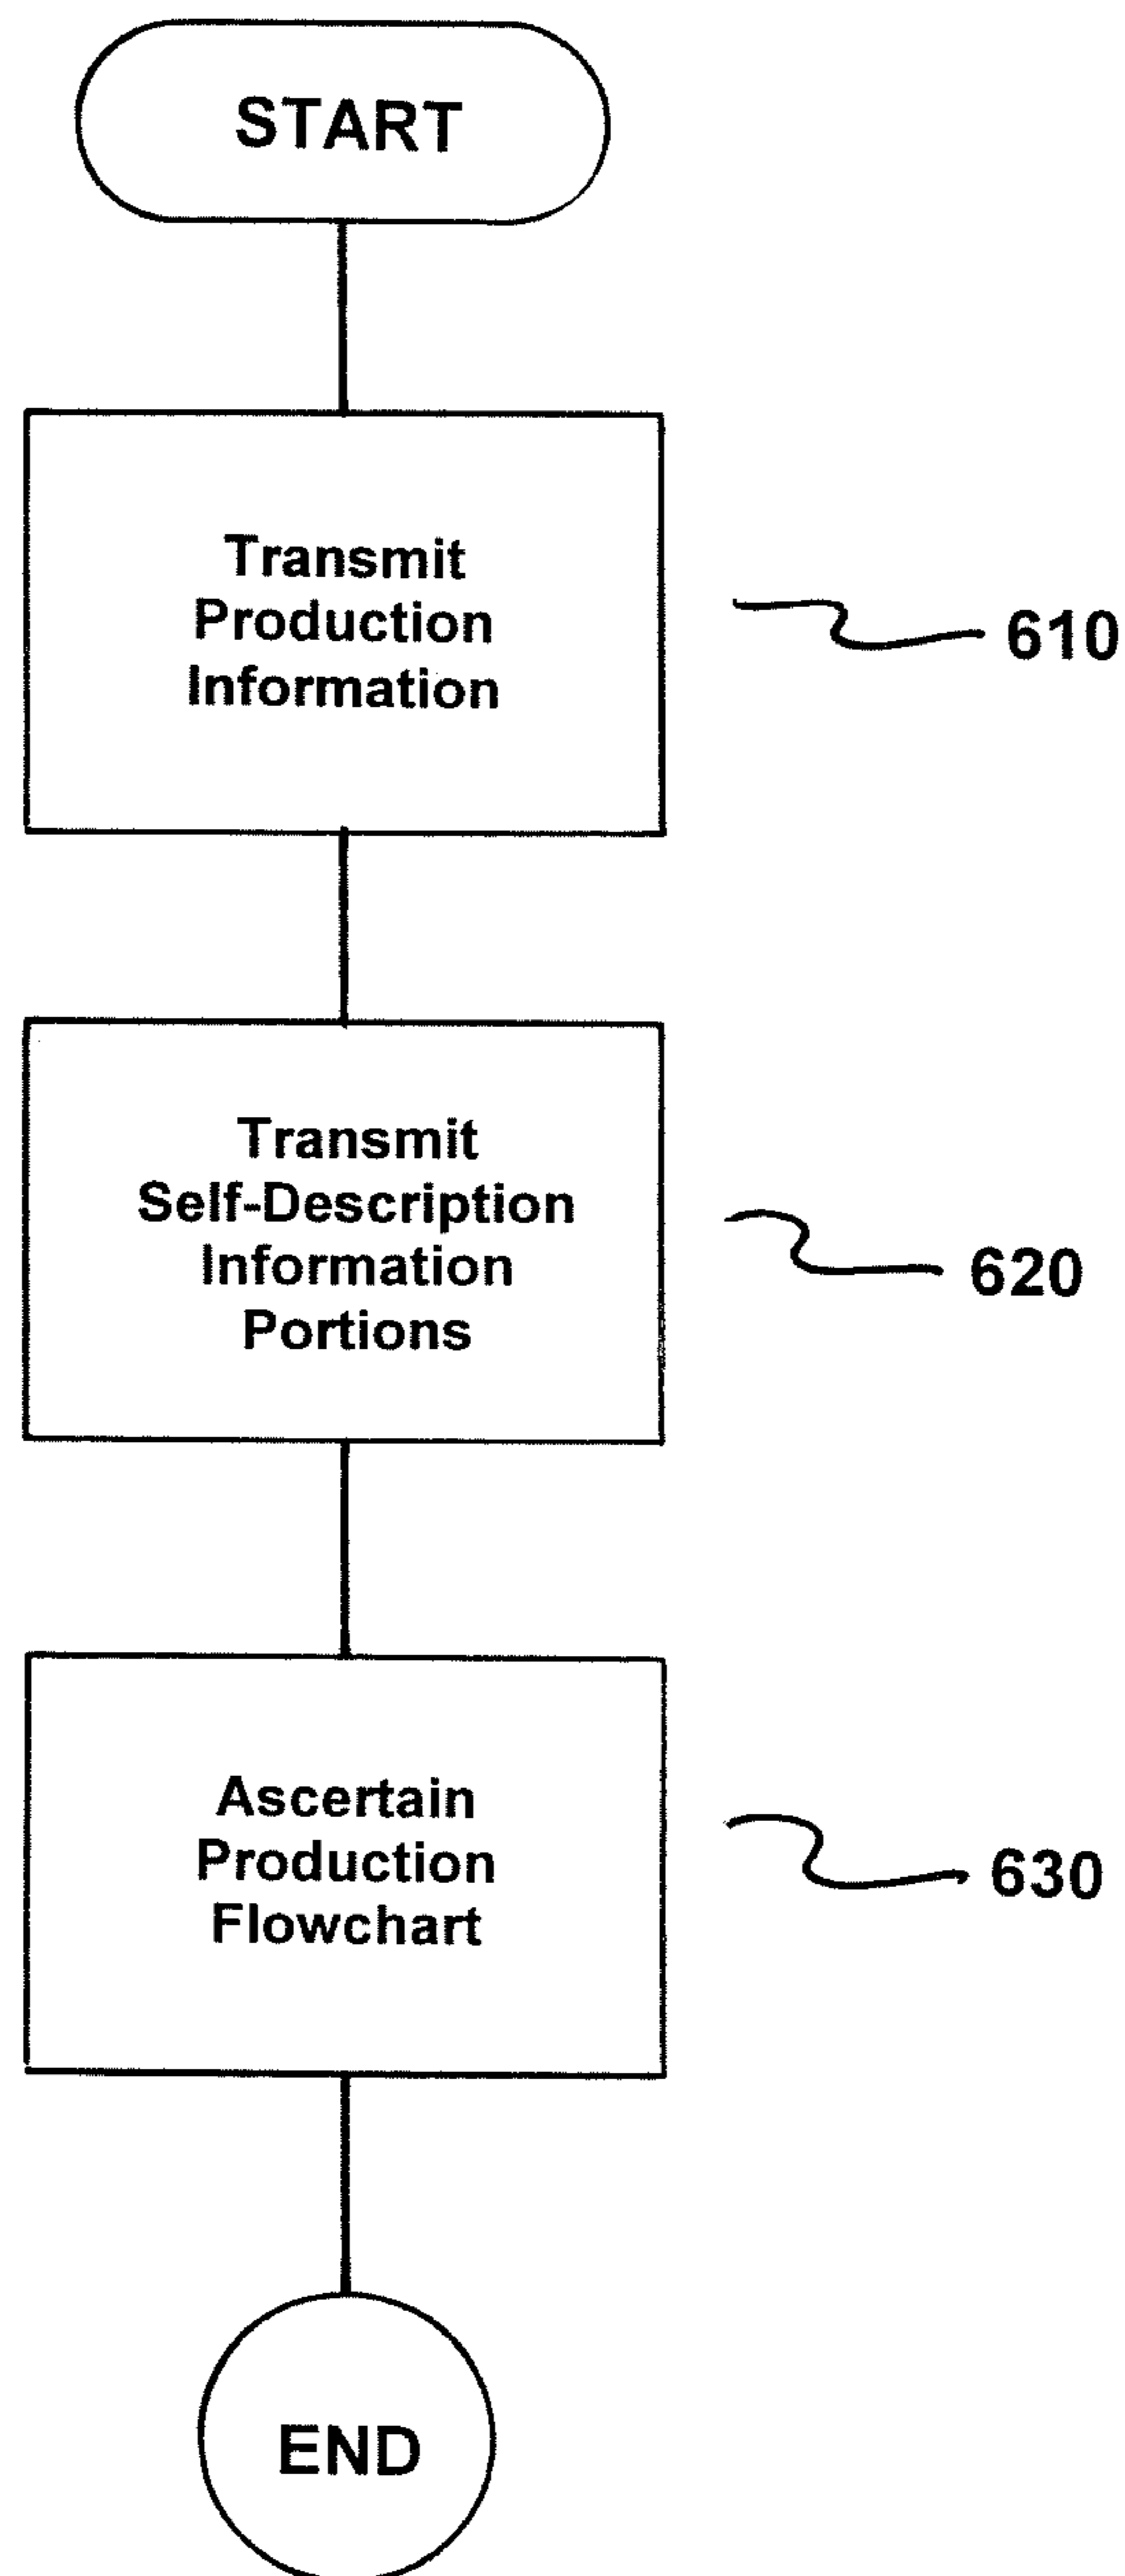 START
Transmit
Production
Information
610
Transmit
Self-Description
Information
Portions
620
Ascertain
Production
Flowchart
630
END